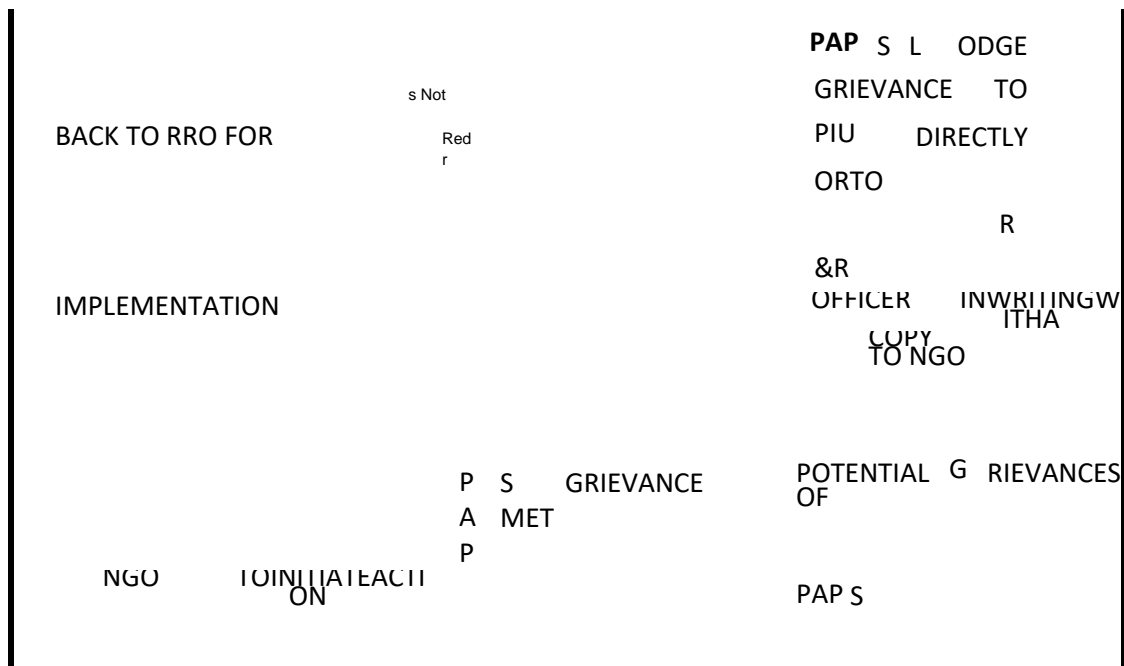 PAP S L ODGE
GRIEVANCE TO
PIU DIRECTLY
ORTO
R
&R
OFFICER INWRITINGW
ITHA
COPY
TO NGO
s Not
Red
r
BACK TO RRO FOR
IMPLEMENTATION
P S GRIEVANCE
A MET
P
POTENTIAL G RIEVANCES
OF
PAP S
NGO TOINITIATEACTI
ON